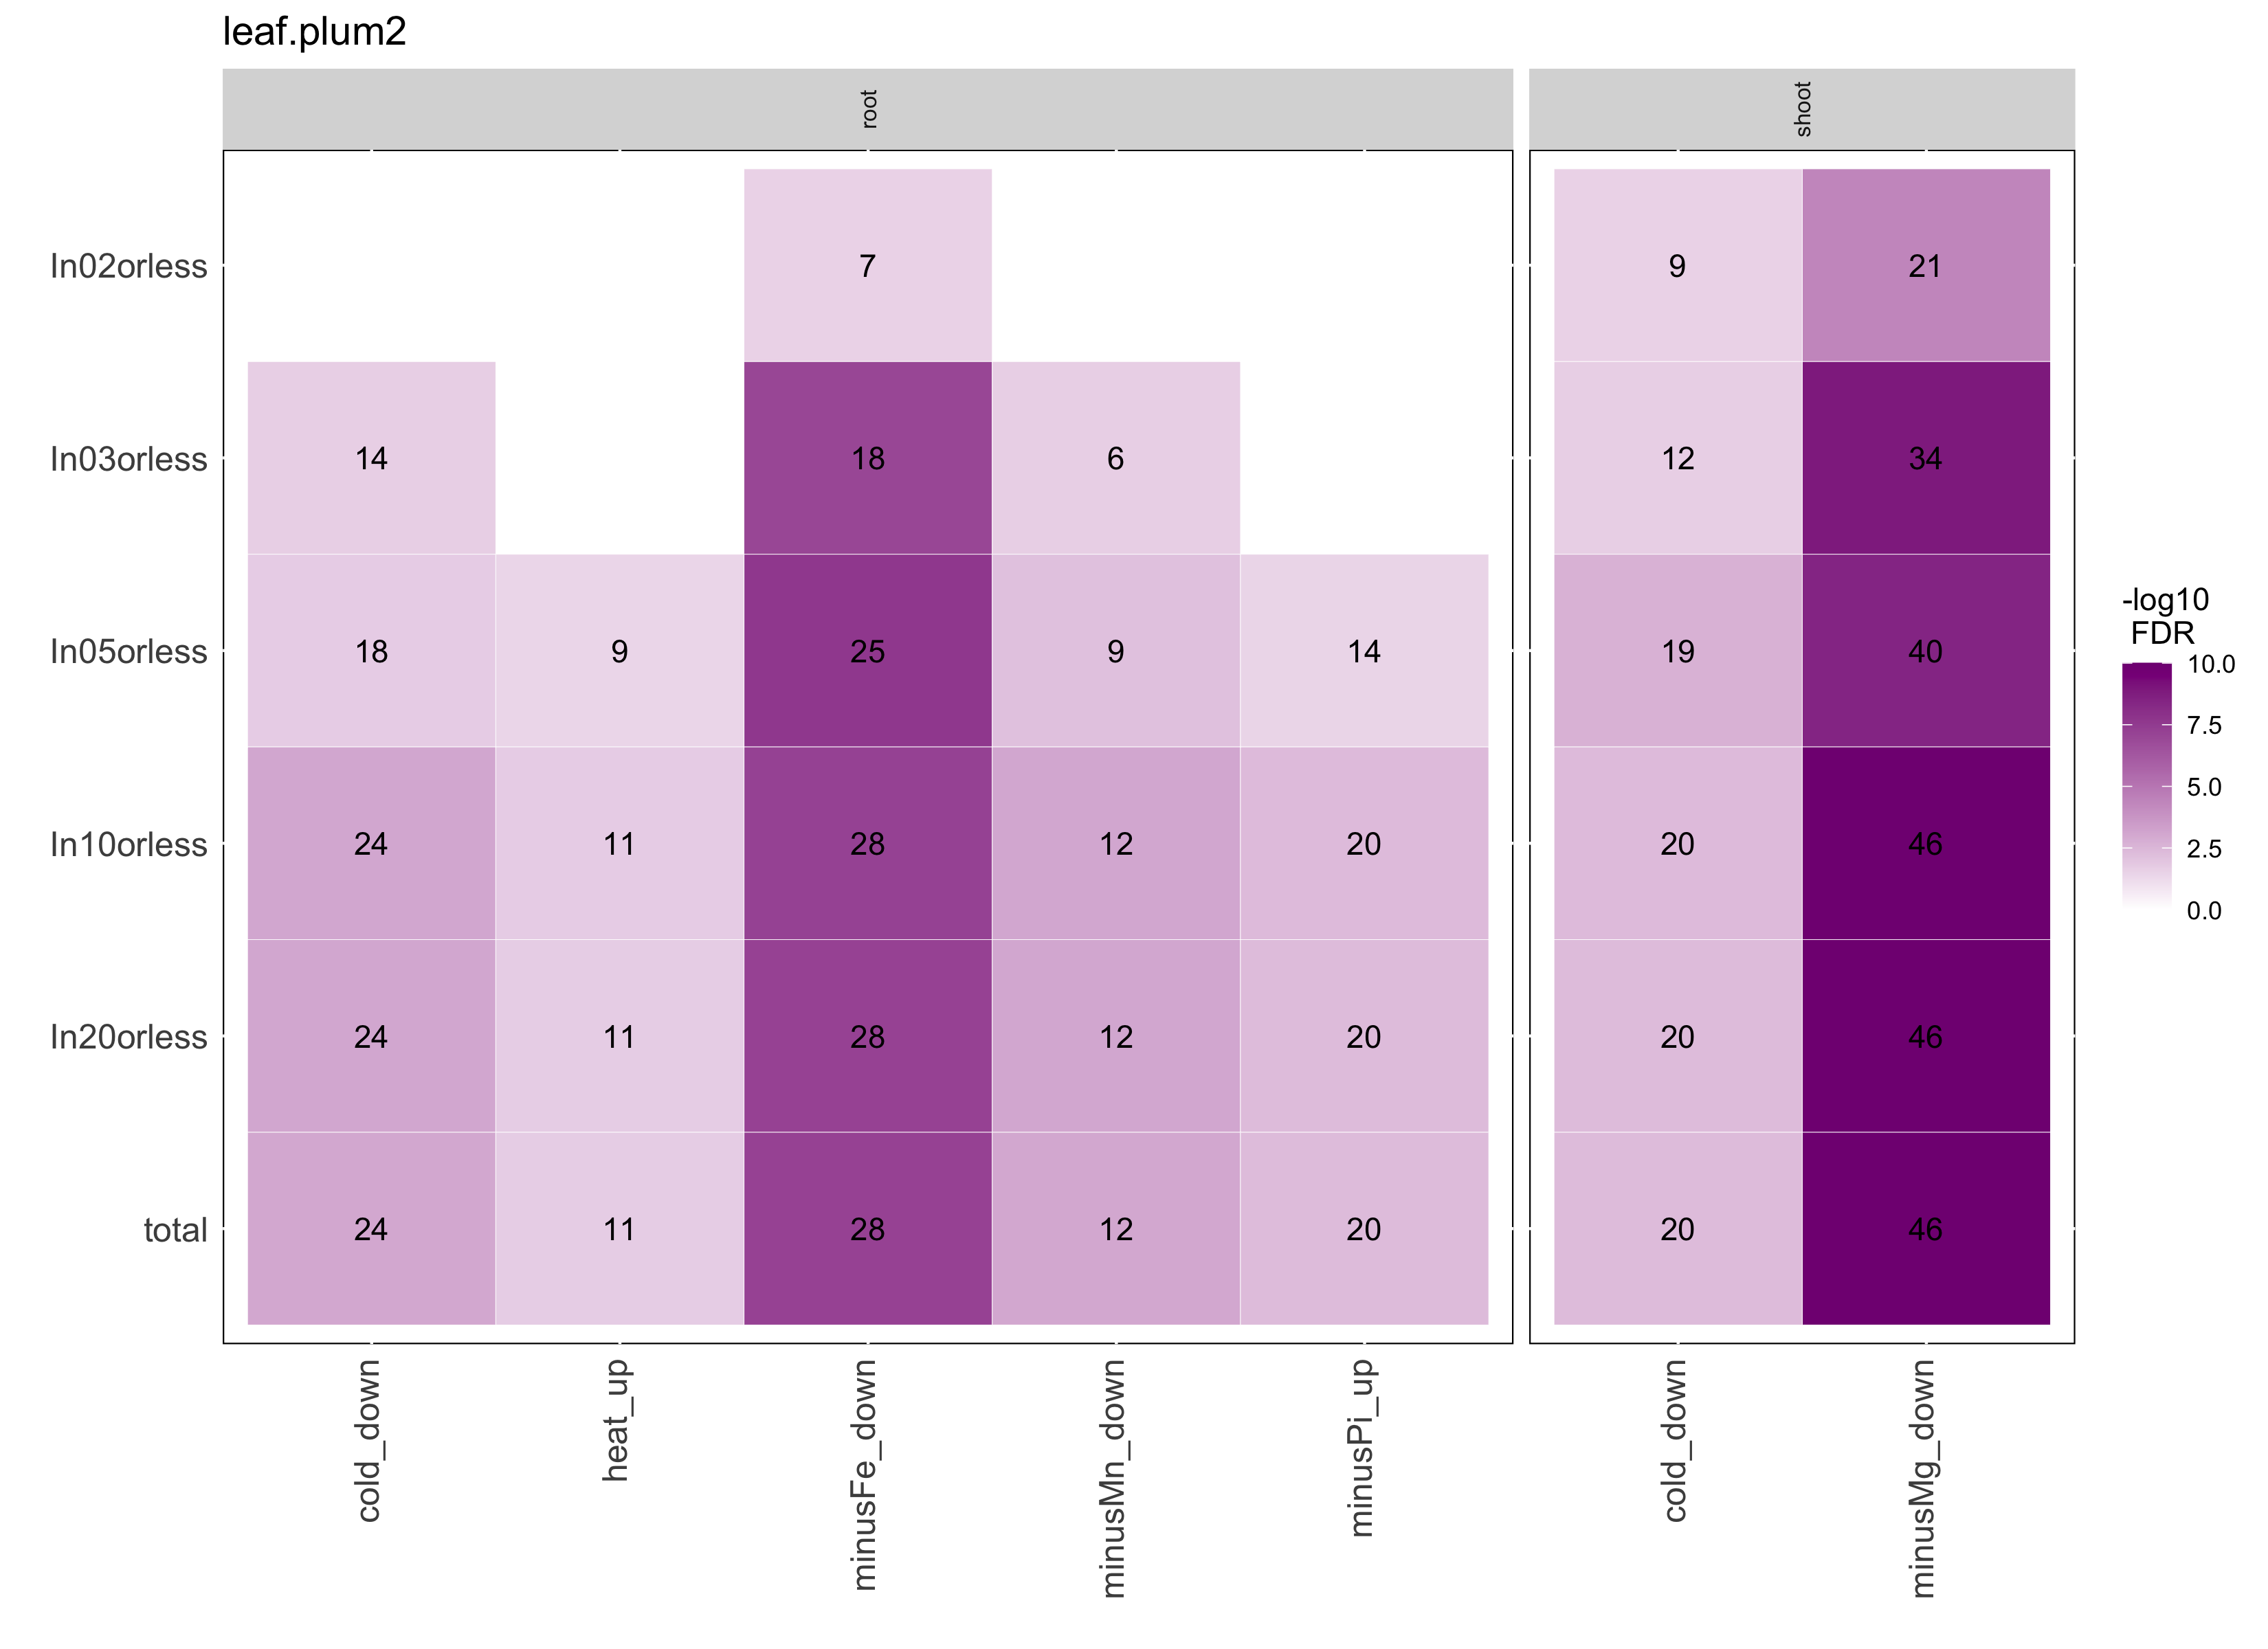 leaf.plum2
root
shoot
In02orless
7
9
21
In03orless
14
18
6
12
34
In05orless
18
9
25
9
14
19
40
In10orless
24
11
28
12
20
20
46
In20orless
24
11
28
12
20
20
46
total
24
11
28
12
20
20
46
cold_down
heat_up
minusFe_down
minusMn_down
minusPi_up
cold_down
minusMg_down
-log10
FDR
10.0
7.5
5.0
2.5
0.0